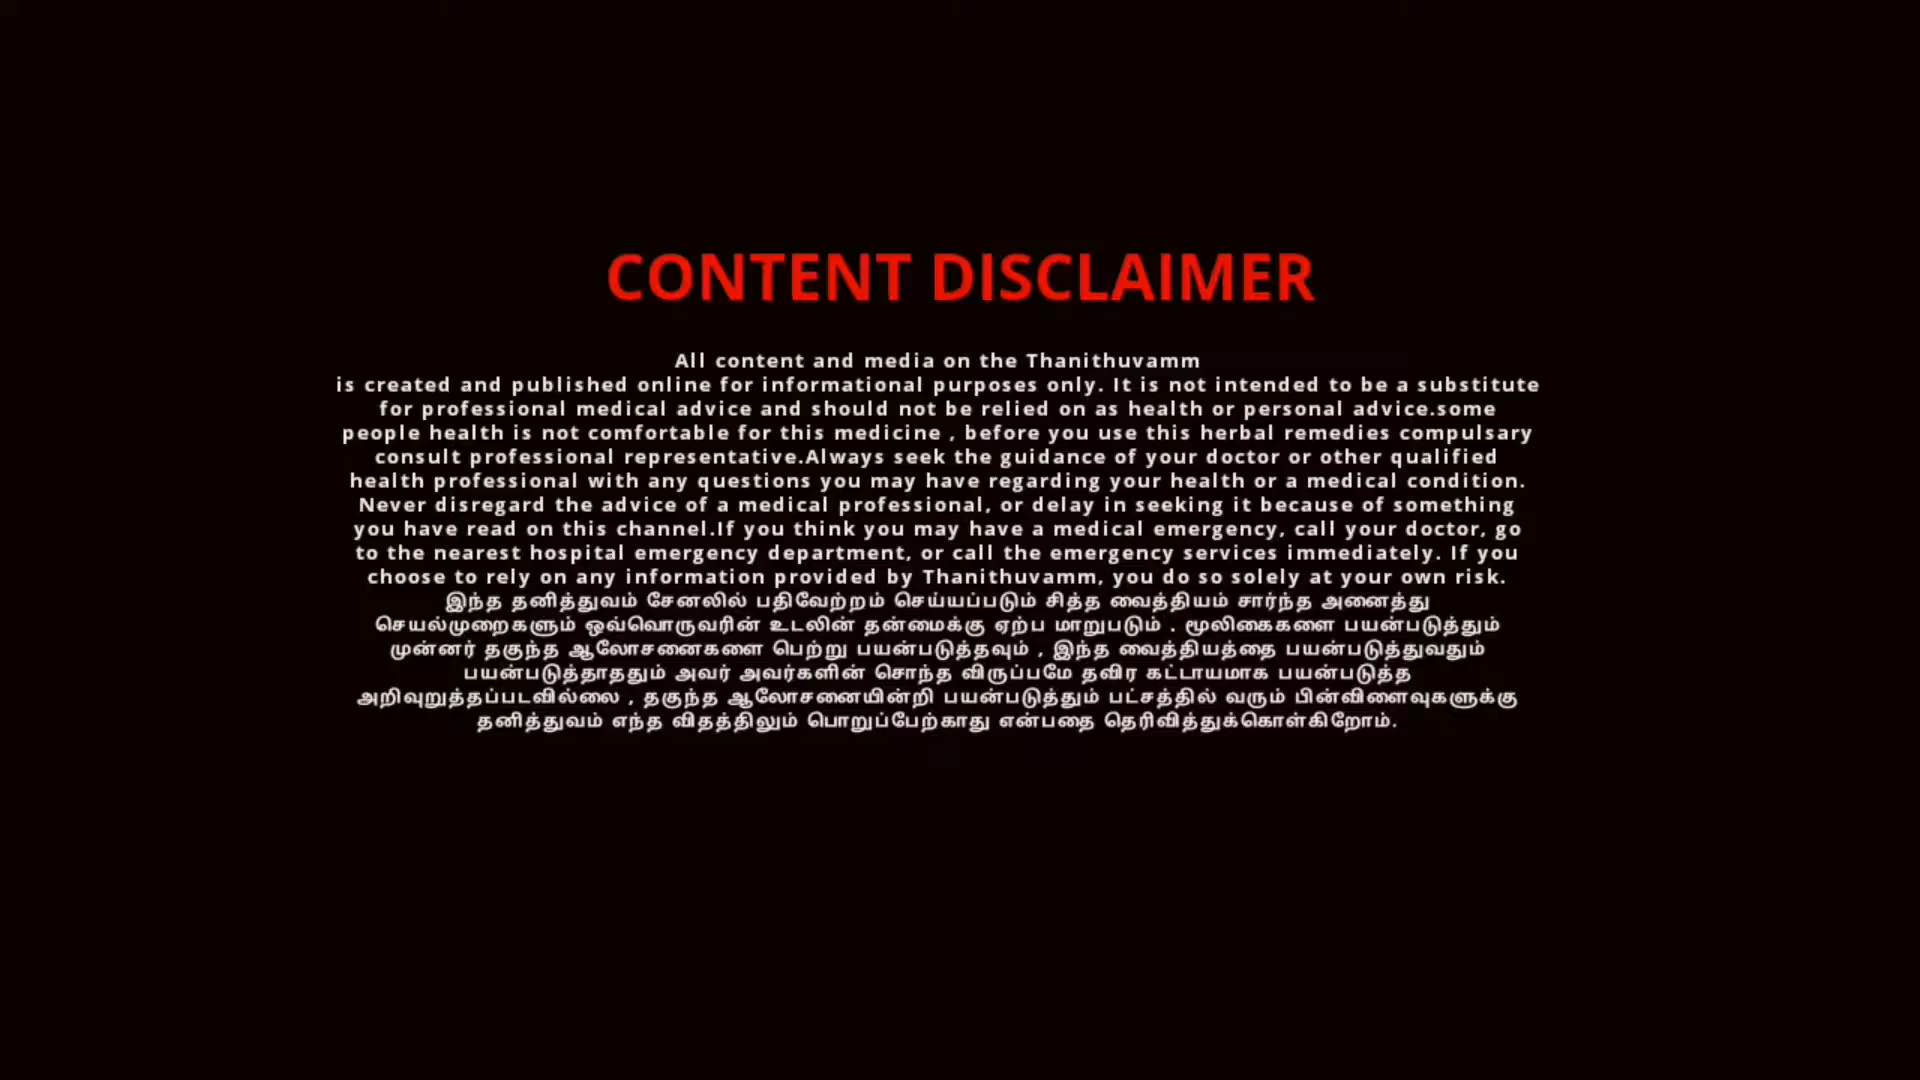 CONTENT DISCLAIMER
All content and media on the Thanithuvamm
is created and published online for informational purposes only. It is not intended to be a substitute
for professional medical advice and should not be relied on as health or personal advice.some
people health is not comfortable for this medicine , before you use this herbal remedies compulsary
consult professional representative.Always seek the guidance of your doctor or other qualified
health professional with any questions you may have regarding your health or a medical condition.
Never disregard the advice of a medical professional, or delay in seeking it because of something
you have read on this channel.If you think you may have a medical emergency, call your doctor, go
to the nearest hospital emergency department, or call the emergency services immediately. If you
choose to rely on any information provided by Thanithuvamm, you do so solely at your own risk.
இந்த தனித்துவம் சேனலில் பதிவேற்றம் செய்யப்படும் சித்த வைத்தியம் சார்ந்த அனைத்து
செயல்முறைகளும் ஒவ்வொருவரின் உடலின் தன்மைக்கு ஏற்ப மாறுபடும் . மூலிகைகளை பயன்படுத்தும்
முன்னர் தகுந்த ஆலோசனைகளை பெற்று பயன்படுத்தவும் , இந்த வைத்தியத்தை பயன்படுத்துவதும்
பயன்படுத்தாததும் அவர் அவர்களின் சொந்த விருப்பமே தவிர கட்டாயமாக பயன்படுத்த
அறிவுறுத்தப்படவில்லை , தகுந்த ஆலோசனையின்றி பயன்படுத்தும் பட்சத்தில் வரும் பின்விளைவுகளுக்கு
தனித்துவம் எந்த விதத்திலும் பொறுப்பேற்காது என்பதை தெரிவித்துக்கொள்கிறோம்.